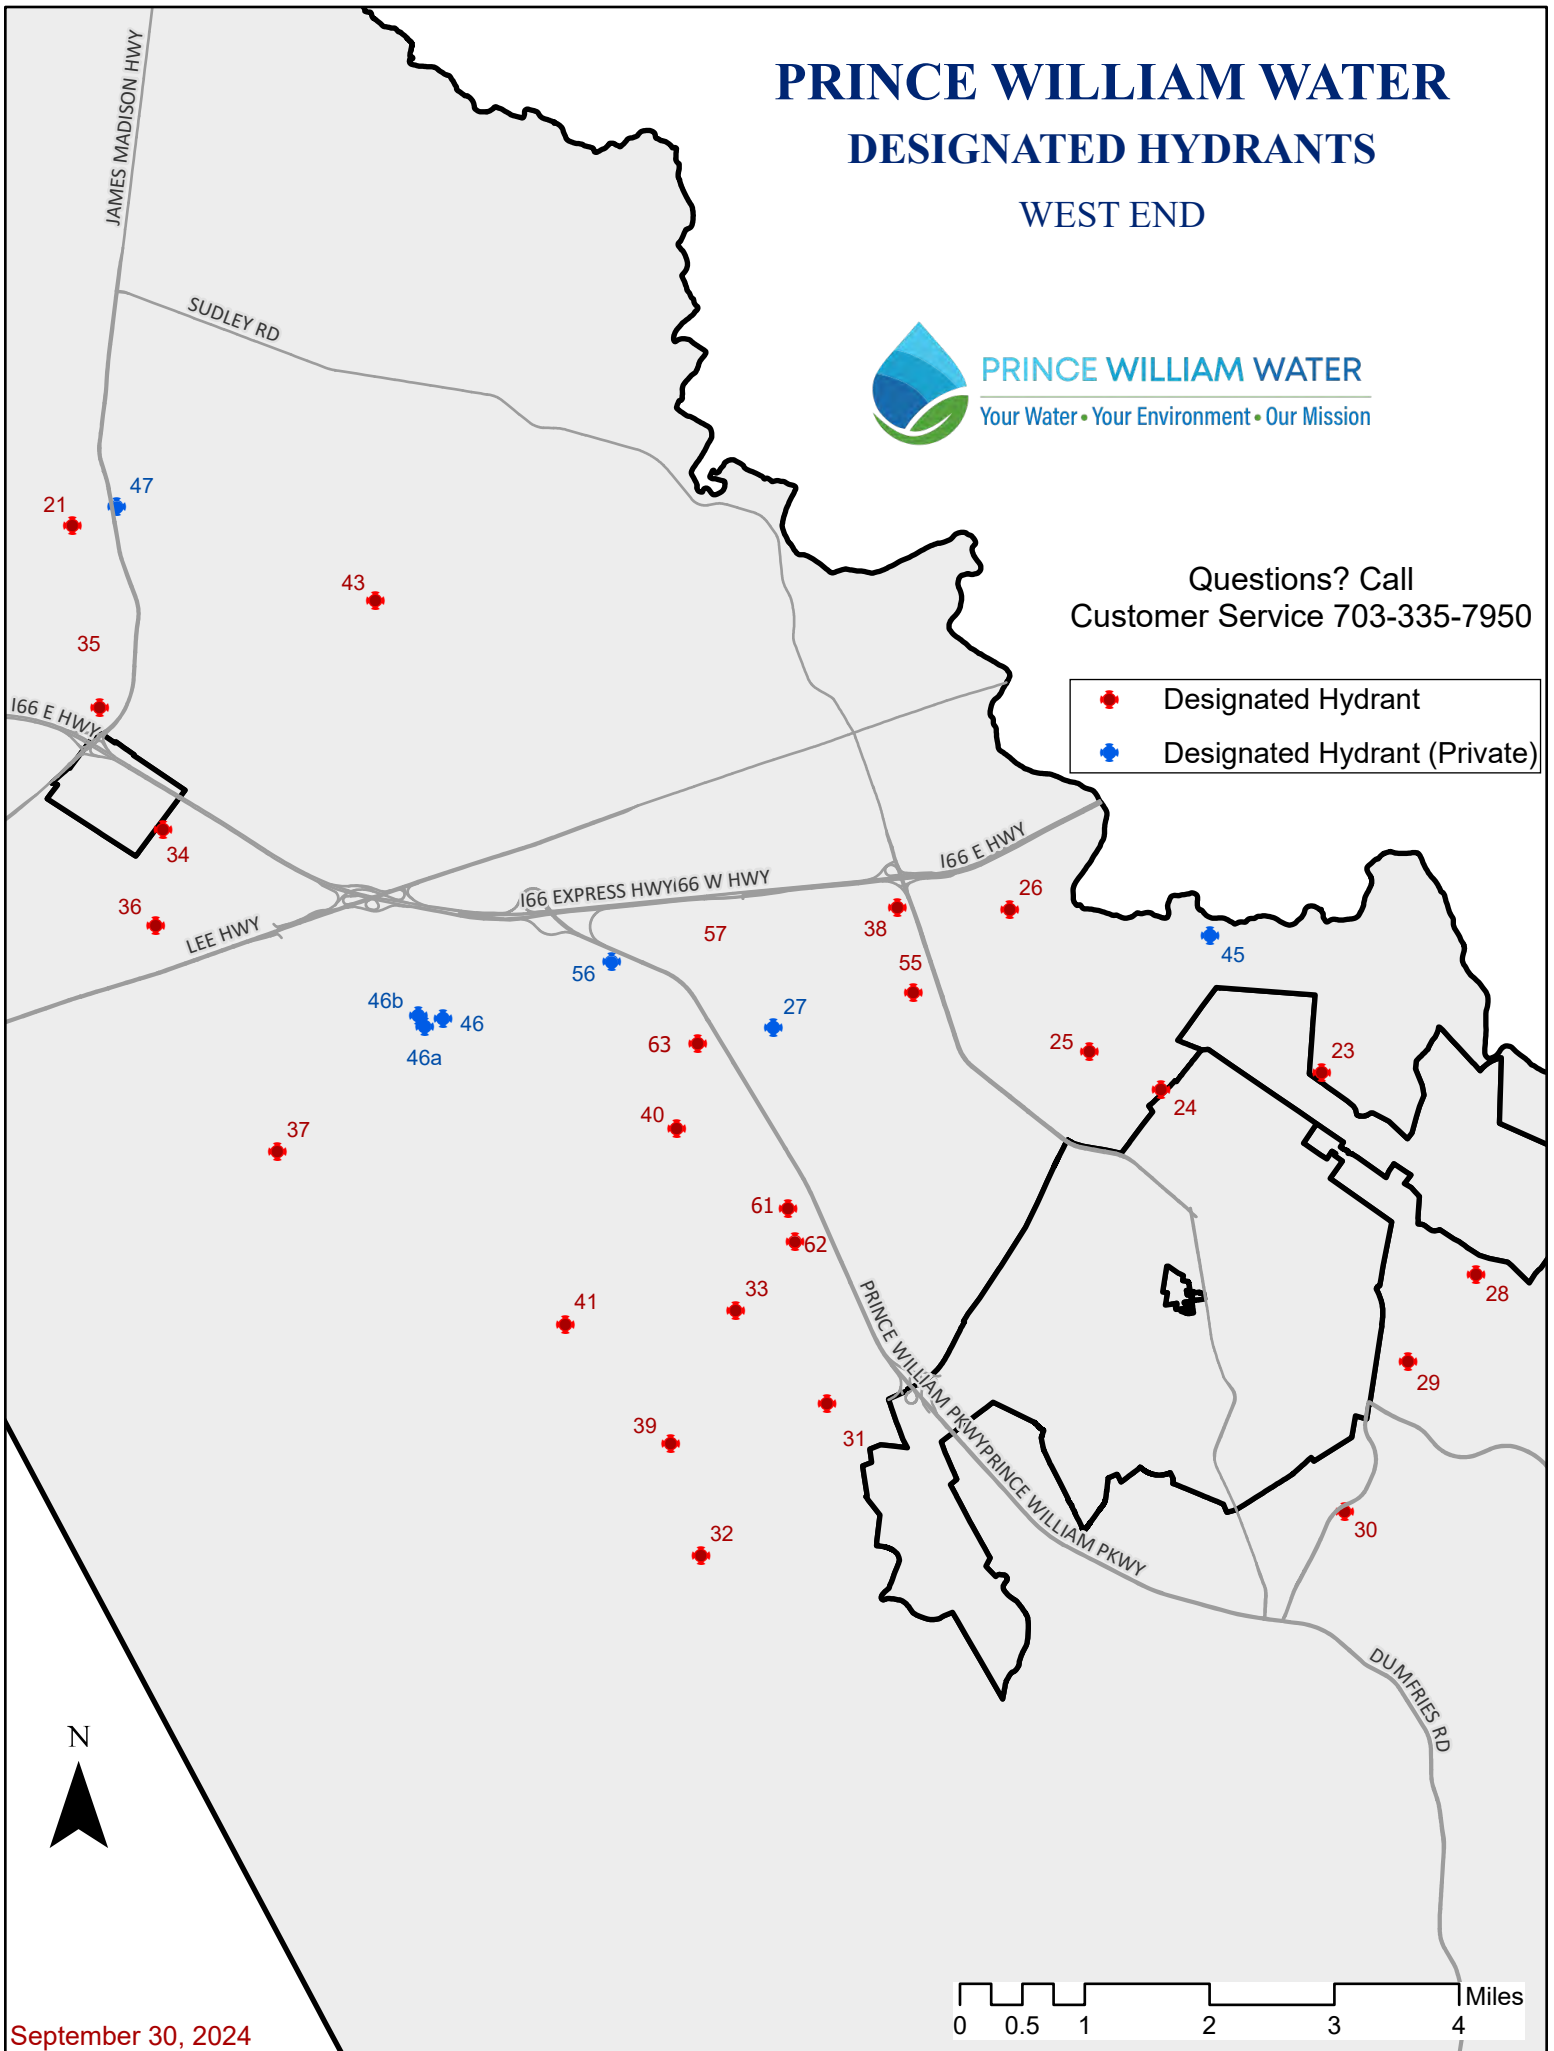 PRINCE WILLIAM WATER
DESIGNATED HYDRANTS
WEST END
PRINCE WILLIAM WATER
Your Water • Your Environment • Our Mission
Questions? Call
Customer Service 703-335-7950
Designated Hydrant
Designated Hydrant (Private)
JAMES MADISON HWY
SUDLEY RD
47
21
43
35
I66 E HWY
34
36
LEE HWY
I66 EXPRESS HWYI66 W HWY
I66 E HWY
26
38
57
45
56
55
46b
46
46a
27
63
25
23
24
40
37
61
62
28
33
41
PRINCE WILLIAM PKWYPRINCE WILLIAM PKWY
29
31
39
30
32
DUMFRIES RD
N
Miles
0 0.5 1 2 3 4
September 30, 2024